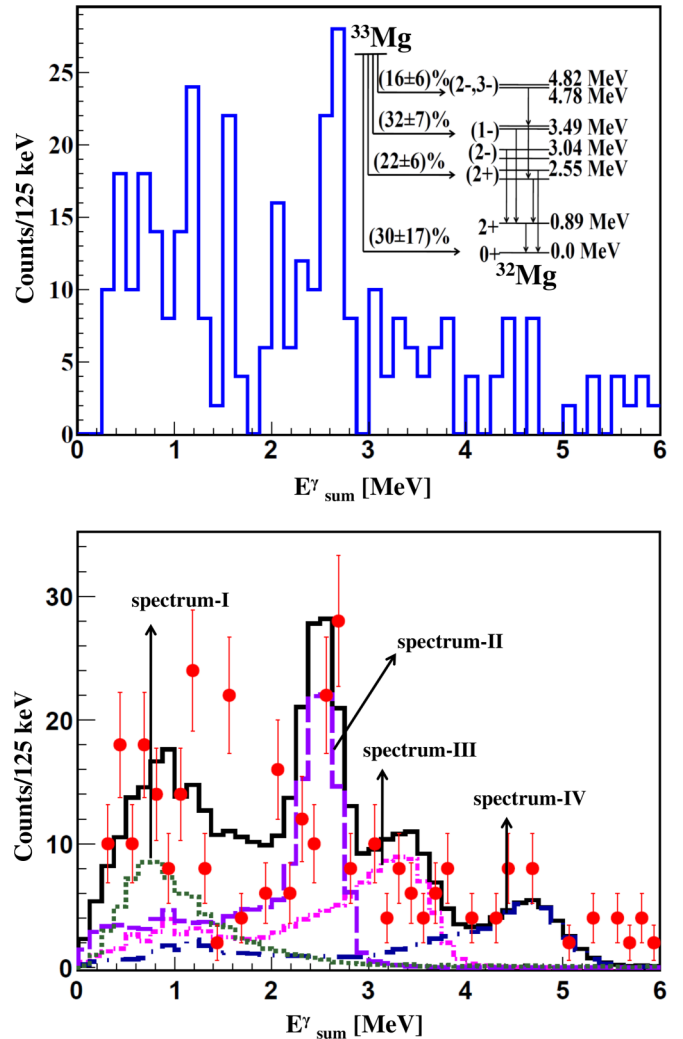 25
20
15
10
5
0
Counts/125 keV
0 1 2 3 4 5 6
E^γ_sum [MeV]
³³Mg
(16±6)%
(32±7)%
(22±6)%
(30±17)%
(2-,3-)
(1-)
(2-)
(2+)
2+
0+
4.82 MeV
4.78 MeV
3.49 MeV
3.04 MeV
2.55 MeV
0.89 MeV
0.0 MeV
³²Mg
30
20
10
0
Counts/125 keV
spectrum-I
spectrum-II
spectrum-III
spectrum-IV
0 1 2 3 4 5 6
E^γ_sum [MeV]